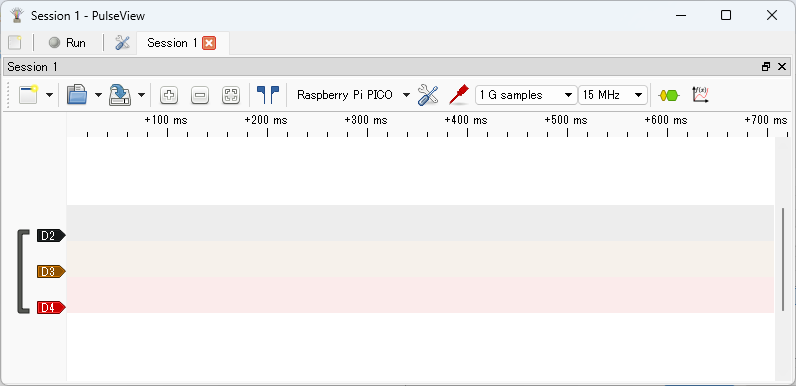 Session 1 - PulseView
Run
Session 1
Session 1
Raspberry Pi PICO
1 G samples
15 MHz
f(x):
+100 ms +200 ms +300 ms +400 ms +500 ms +600 ms +700 ms
D2
D3
D4